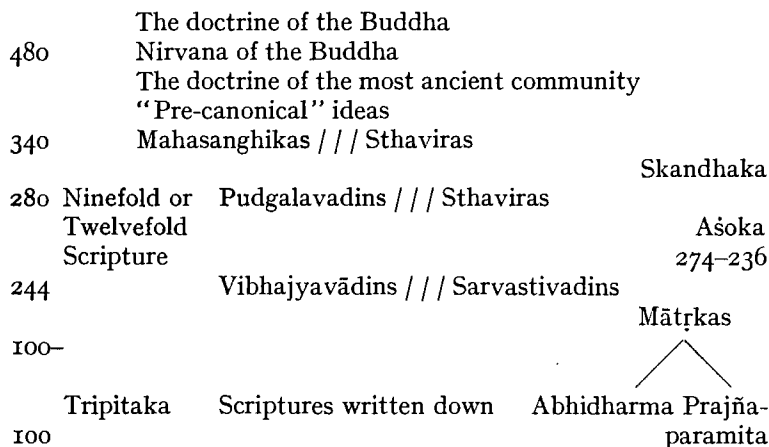 The doctrine of the Buddha
480 Nirvana of the Buddha
The doctrine of the most ancient community
“Pre-canonical” ideas
340 Mahasanghikas / / / Sthaviras
Skandhaka
280 Ninefold or Pudgalavadins / / / Sthaviras
Twelvefold Aśoka
Scripture 274–236
244 Vibhajyavādins / / / Sarvastivadins
Mātṛkas
100–
Tripitaka Scriptures written down Abhidharma Prajña-
100 paramita